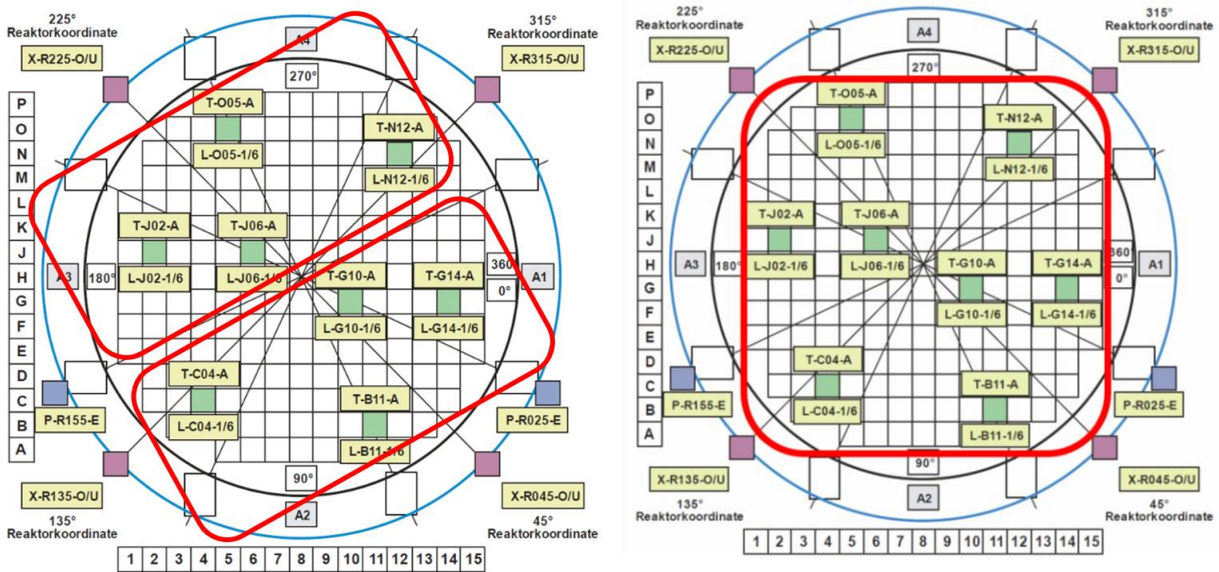 225°
Reaktorkoordinate
X-R225-O/U
A4
270°
315°
Reaktorkoordinate
X-R315-O/U
P
O
N
M
L
K
J
H
G
F
E
D
C
B
A
T-O05-A
L-O05-1/6
T-N12-A
L-N12-1/6
T-J02-A
L-J02-1/6
T-J06-A
L-J06-1/6
A3
180°
T-G10-A
L-G10-1/6
T-G14-A
L-G14-1/6
360°
0°
A1
T-C04-A
L-C04-1/6
T-B11-A
L-B11-1/6
P-R155-E
P-R025-E
90°
A2
X-R135-O/U
135°
Reaktorkoordinate
X-R045-O/U
45°
Reaktorkoordinate
1 2 3 4 5 6 7 8 9 10 11 12 13 14 15
225°
Reaktorkoordinate
X-R225-O/U
A4
270°
315°
Reaktorkoordinate
X-R315-O/U
P
O
N
M
L
K
J
H
G
F
E
D
C
B
A
T-O05-A
L-O05-1/6
T-N12-A
L-N12-1/6
T-J02-A
L-J02-1/6
T-J06-A
L-J06-1/6
A3
180°
T-G10-A
L-G10-1/6
T-G14-A
L-G14-1/6
360°
0°
A1
T-C04-A
L-C04-1/6
T-B11-A
L-B11-1/6
P-R155-E
P-R025-E
90°
A2
X-R135-O/U
135°
Reaktorkoordinate
X-R045-O/U
45°
Reaktorkoordinate
1 2 3 4 5 6 7 8 9 10 11 12 13 14 15